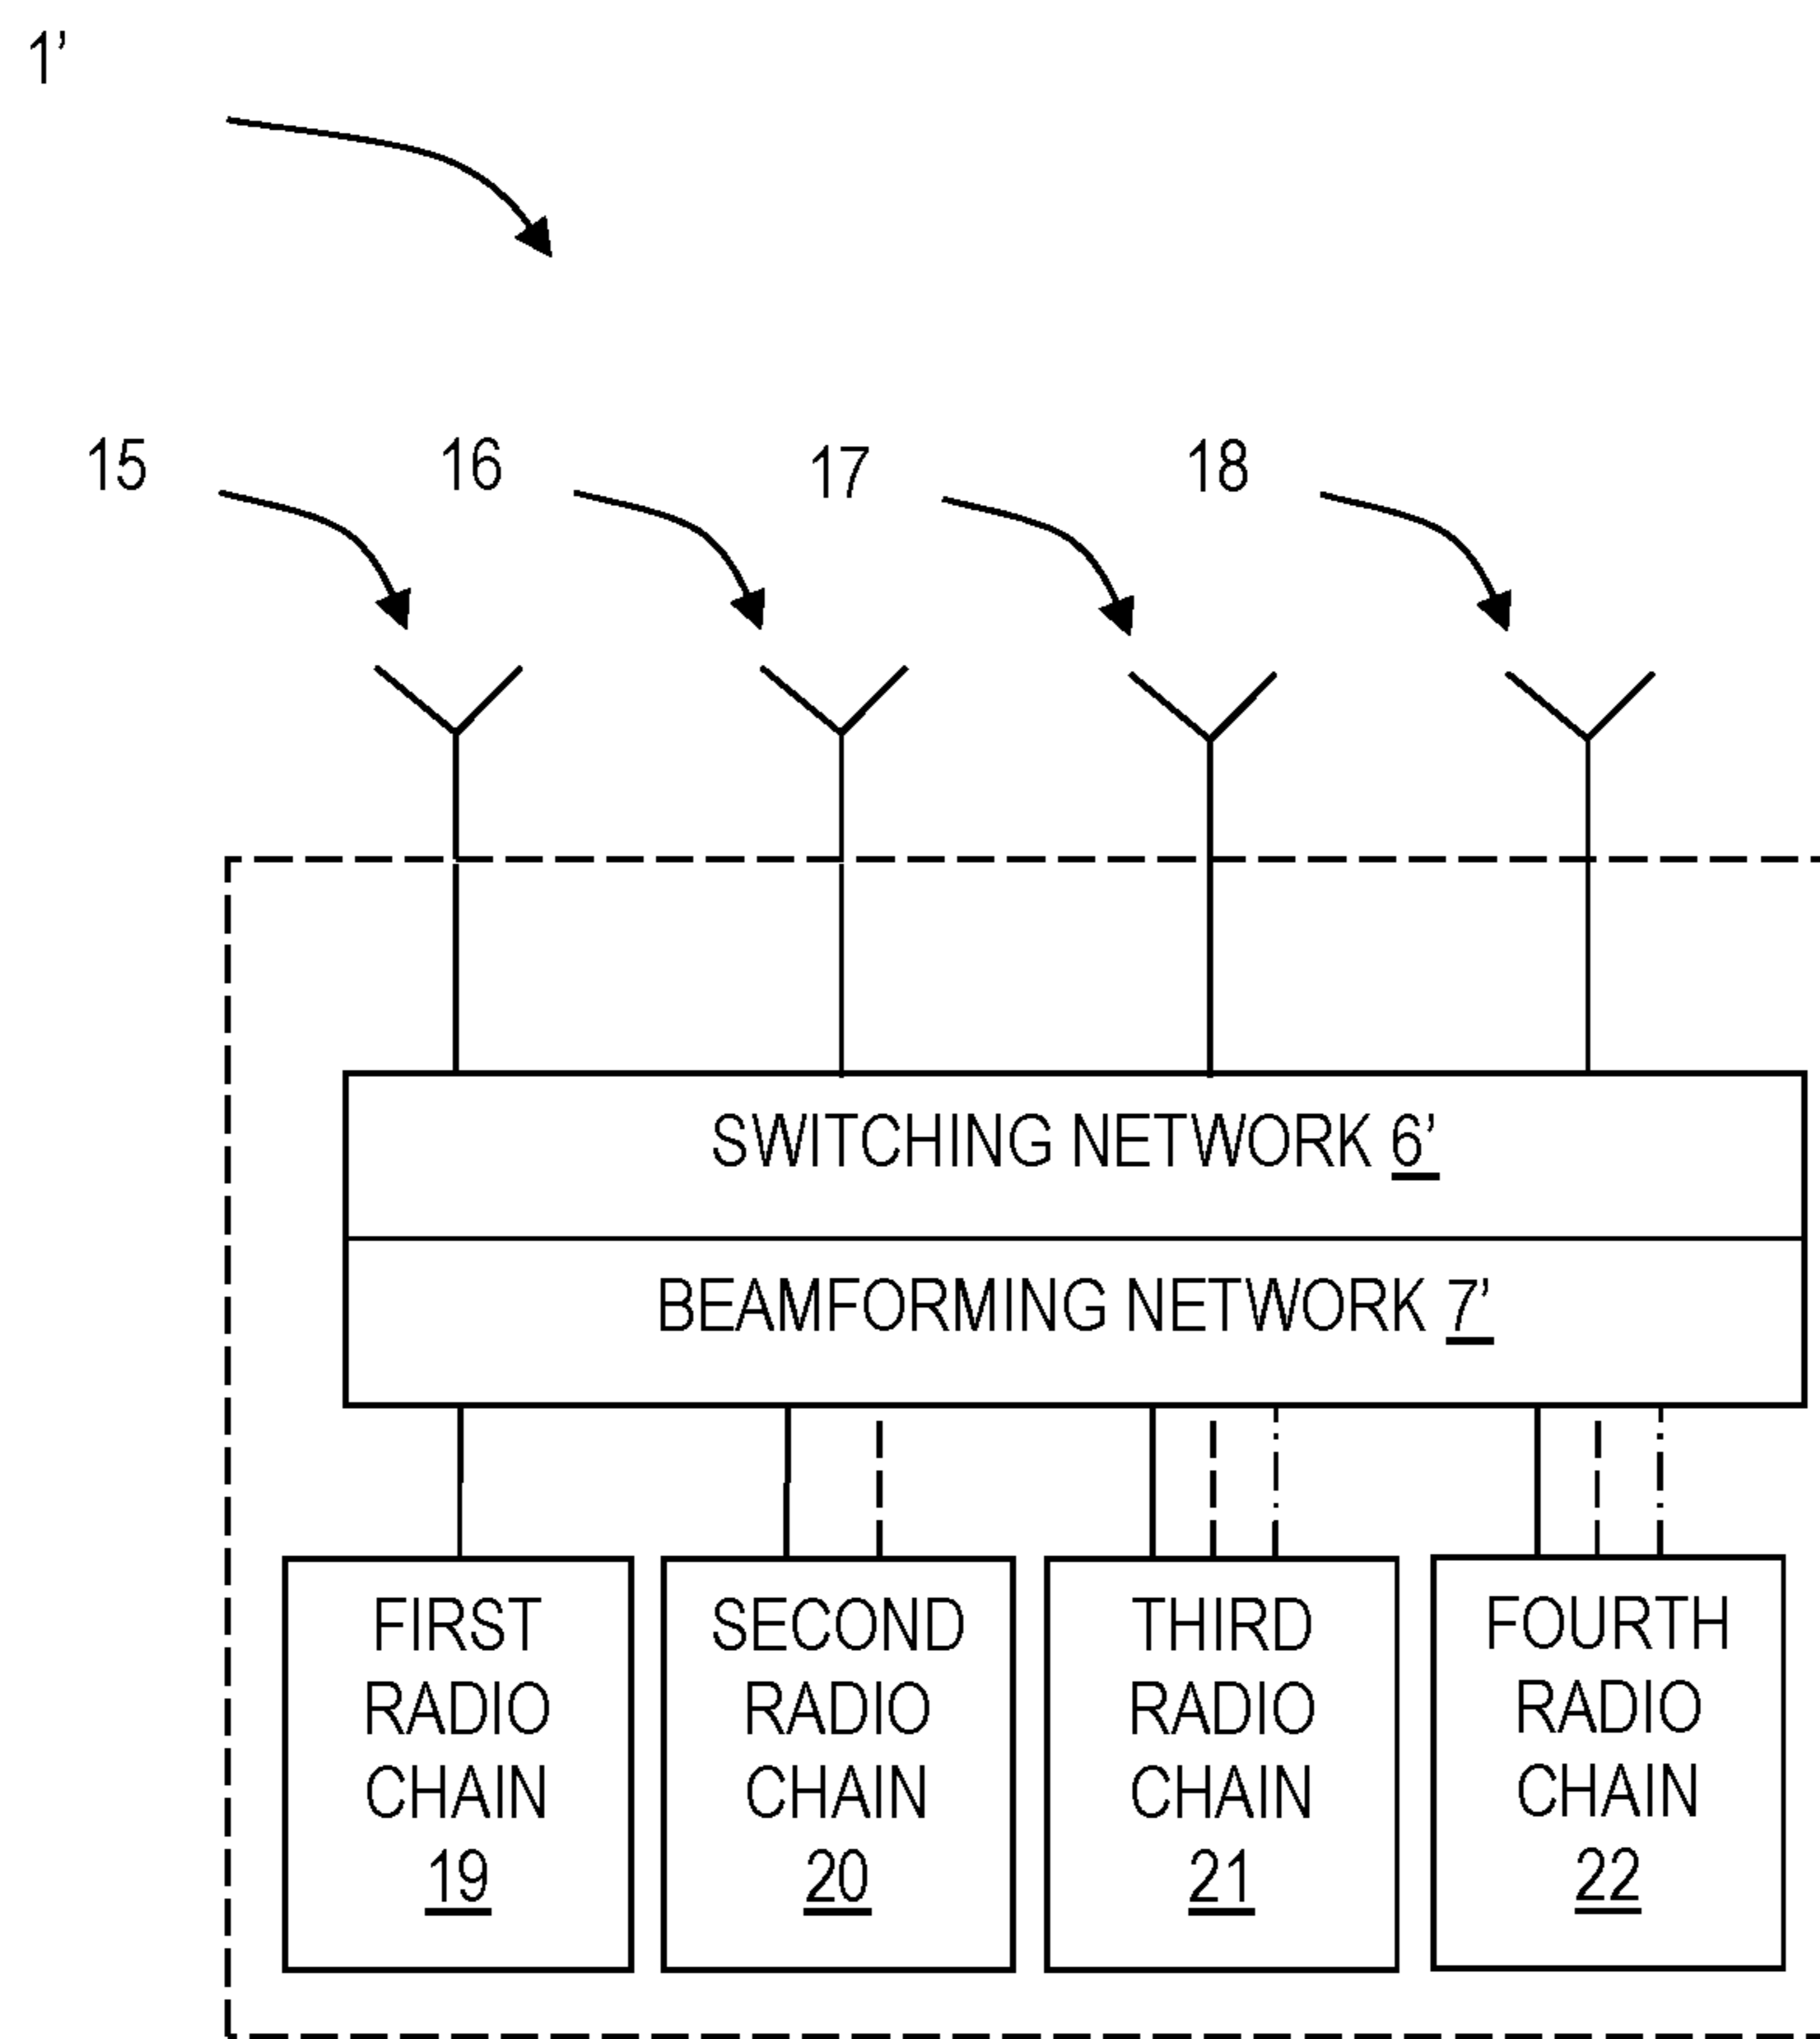 1’
15
16
17
18
SWITCHING NETWORK 6’
BEAMFORMING NETWORK 7’
FIRST
RADIO
CHAIN
19
SECOND
RADIO
CHAIN
20
THIRD
RADIO
CHAIN
21
FOURTH
RADIO
CHAIN
22